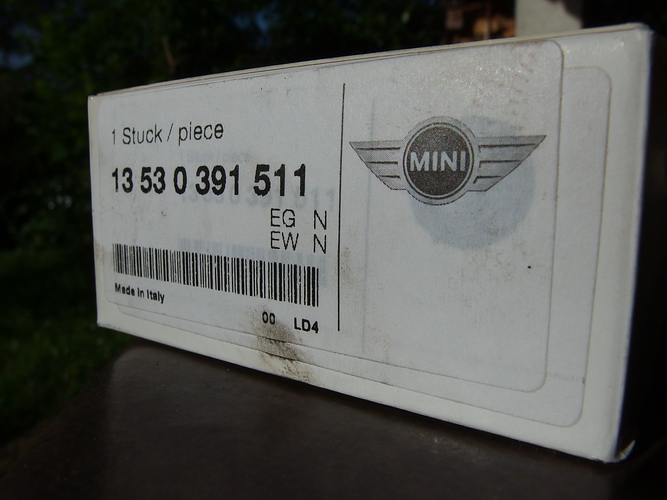 1 Stuck / piece
13 53 0 391 511
EG N
EW N
Made in Italy
00 LD4
MINI